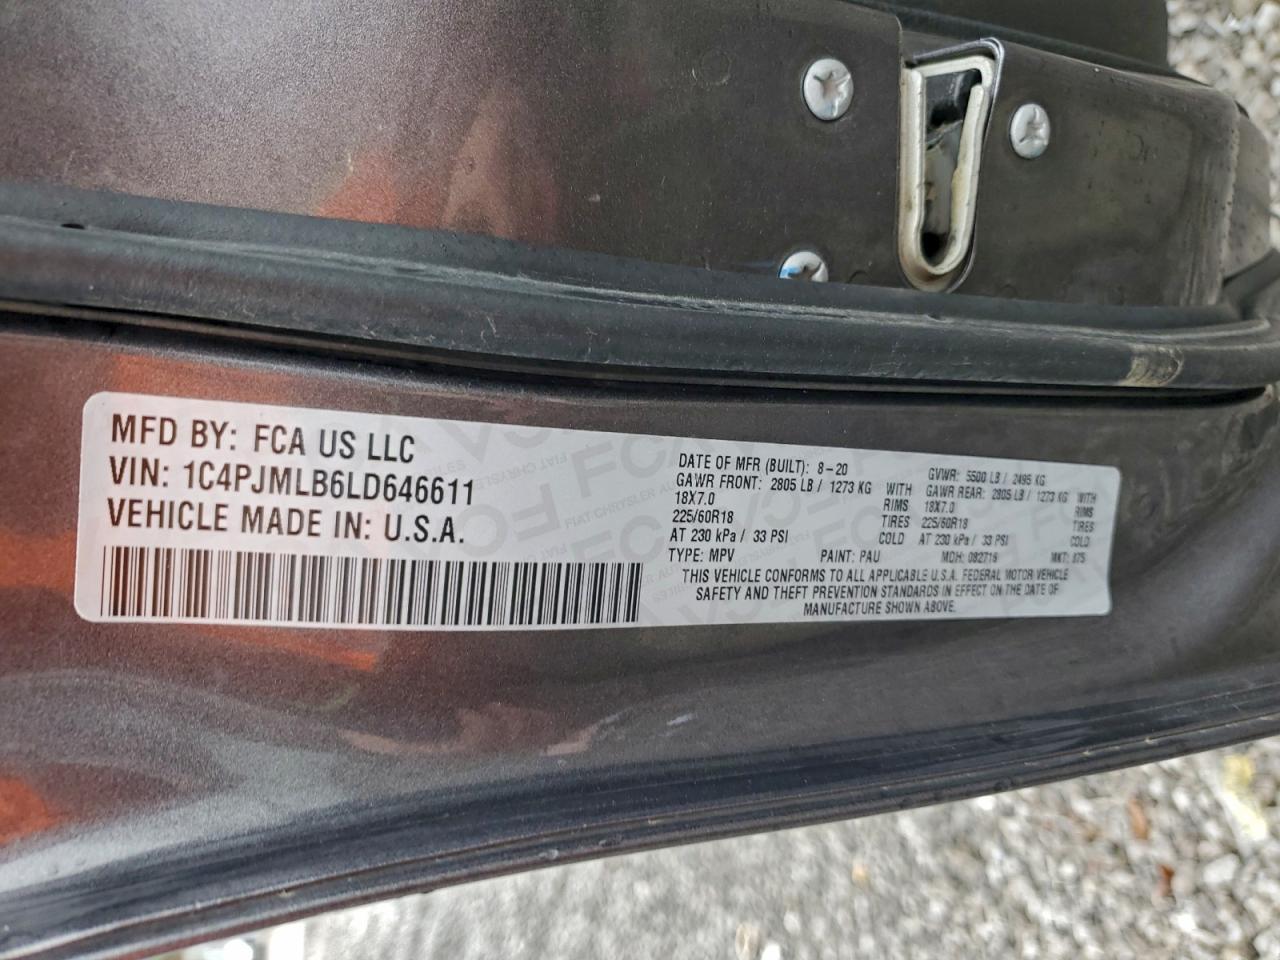 MFD BY: FCA US LLC
VIN: 1C4PJMLB6LD646611
VEHICLE MADE IN: U.S.A.
DATE OF MFR (BUILT): 8-20 GVWR: 5500 LB / 2495 KG
GAWR FRONT: 2805 LB / 1273 KG WITH GAWR REAR: 2805 LB / 1273 KG WITH
18X7.0 RIMS 18X7.0 RIMS
225/60R18 TIRES 225/60R18 TIRES
AT 230 kPa / 33 PSI COLD AT 230 kPa / 33 PSI COLD
TYPE: MPV PAINT: PAU MDH: 082716 MKT: 875
THIS VEHICLE CONFORMS TO ALL APPLICABLE U.S.A. FEDERAL MOTOR VEHICLE
SAFETY AND THEFT PREVENTION STANDARDS IN EFFECT ON THE DATE OF
MANUFACTURE SHOWN ABOVE.